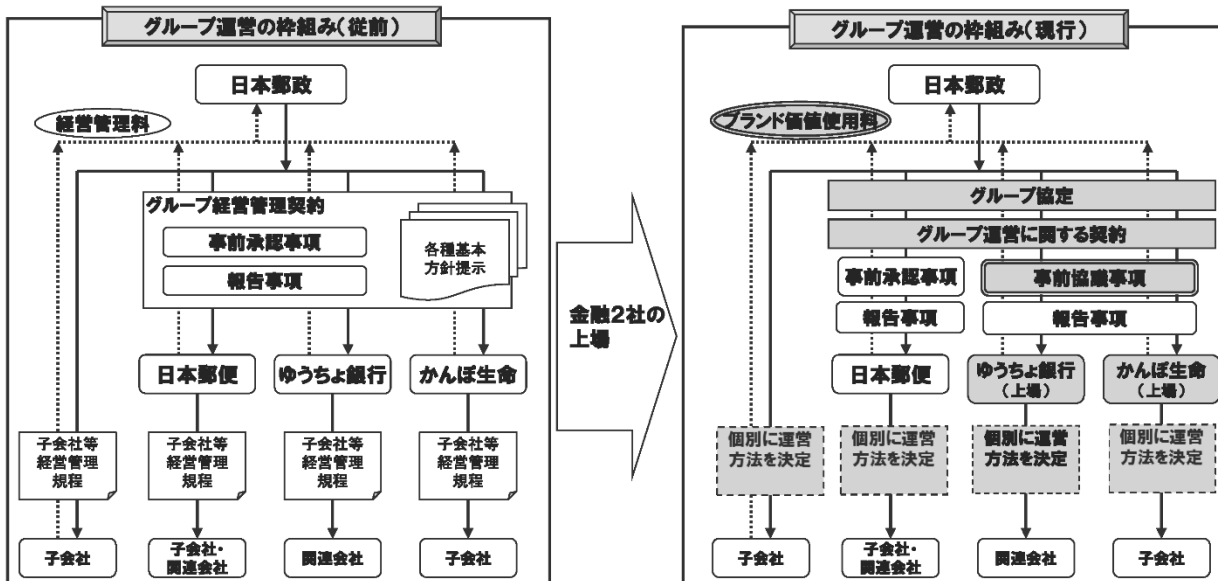 グループ運営の枠組み(従前)
日本郵政
経営管理料
グループ経営管理契約
事前承認事項
報告事項
各種基本
方針提示
日本郵便
ゆうちょ銀行
かんぽ生命
子会社等
経営管理
規程
子会社等
経営管理
規程
子会社等
経営管理
規程
子会社等
経営管理
規程
子会社
子会社・
関連会社
関連会社
子会社
金融2社の
上場
グループ運営の枠組み(現行)
日本郵政
ブランド価値使用料
グループ協定
グループ運営に関する契約
事前承認事項
事前協議事項
報告事項
報告事項
日本郵便
ゆうちょ銀行
(上場)
かんぽ生命
(上場)
個別に運営
方法を決定
個別に運営
方法を決定
個別に運営
方法を決定
個別に運営
方法を決定
子会社
子会社・
関連会社
関連会社
子会社